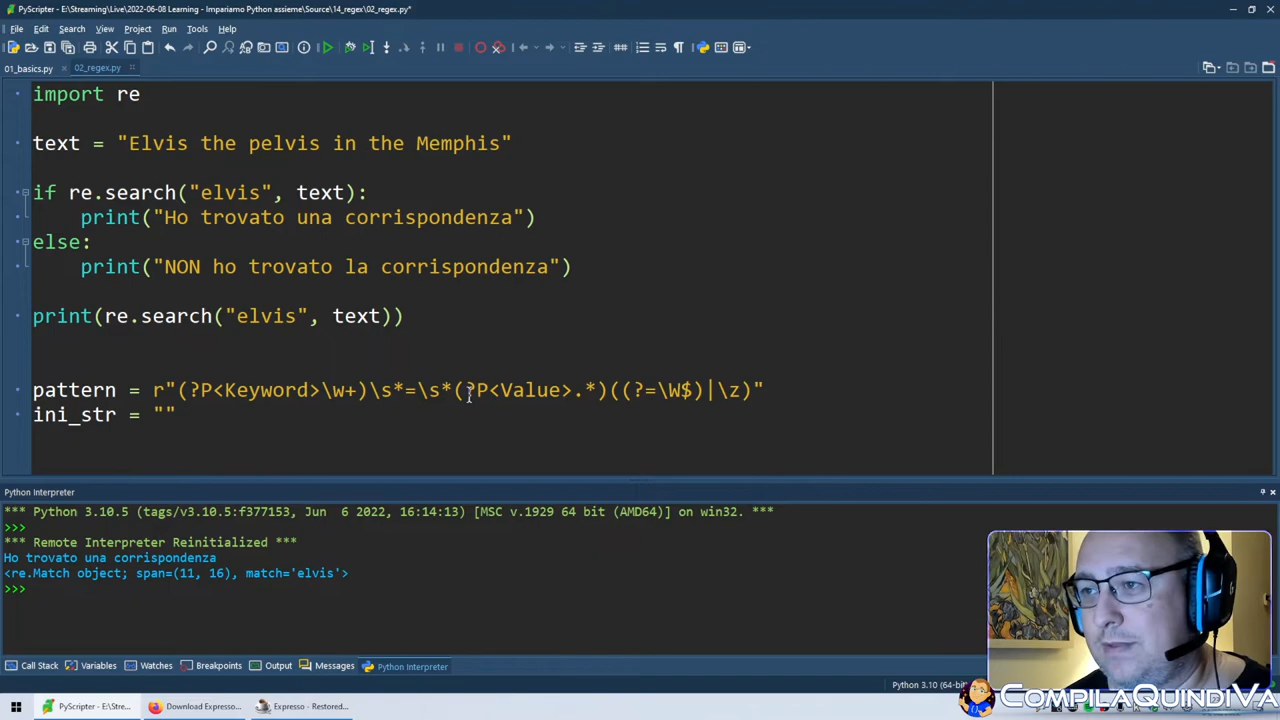 PyScripter - E:\Streaming\Live\2022-06-08 Learning - Impariamo Python assieme\Source\14_regex\02_regex.py*
File Edit Search View Project Run Tools Help
01_basics.py 02_regex.py
import re
text = "Elvis the pelvis in the Memphis"
if re.search("elvis", text):
print("Ho trovato una corrispondenza")
else:
print("NON ho trovato la corrispondenza")
print(re.search("elvis", text))
pattern = r"(?P<Keyword>\w+)\s*=\s*(?P<Value>.*)((?=\W$)|\z)"
ini_str = ""
Python Interpreter
*** Python 3.10.5 (tags/v3.10.5:f377153, Jun 6 2022, 16:14:13) [MSC v.1929 64 bit (AMD64)] on win32. ***
>>>
*** Remote Interpreter Reinitialized ***
Ho trovato una corrispondenza
<re.Match object; span=(11, 16), match='elvis'>
>>>
Call Stack Variables Watches Breakpoints Output Messages Python Interpreter
Python 3.10 (64-bit)
PyScripter - E:\Stre... Download Expresso... Expresso - Restored...
COMPILAQUINDIVA